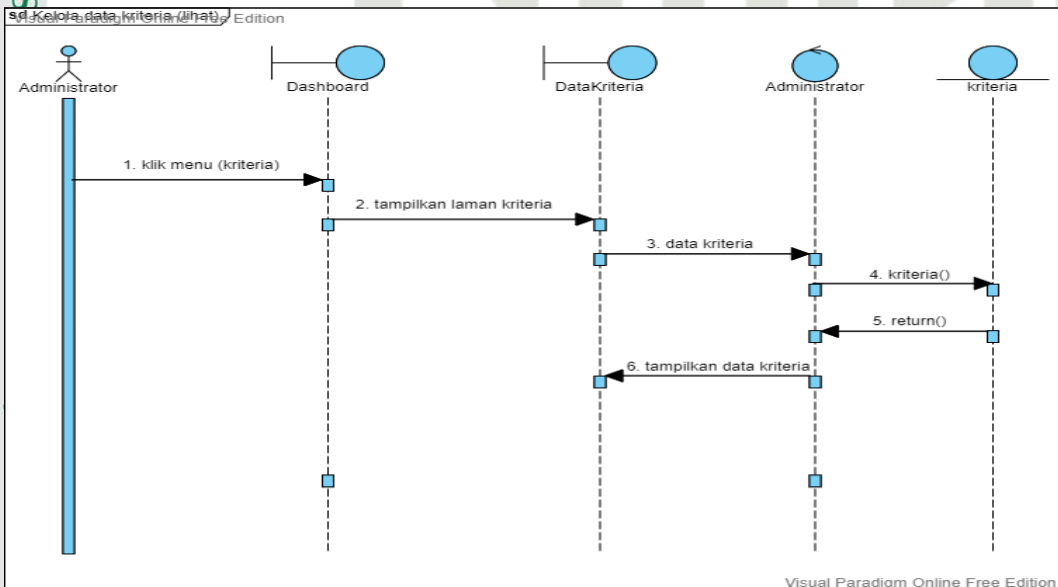 sd Kelola data kriteria (lihat)
Visual Paradigm Online Free Edition
Administrator
Dashboard
DataKriteria
Administrator
kriteria
1. klik menu (kriteria)
2. tampilkan laman kriteria
3. data kriteria
4. kriteria()
5. return()
6. tampilkan data kriteria
Visual Paradigm Online Free Edition